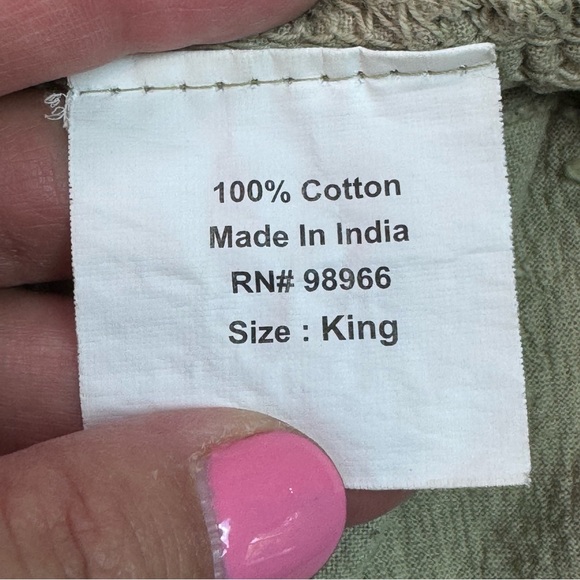 100% Cotton
Made In India
RN# 98966
Size : King